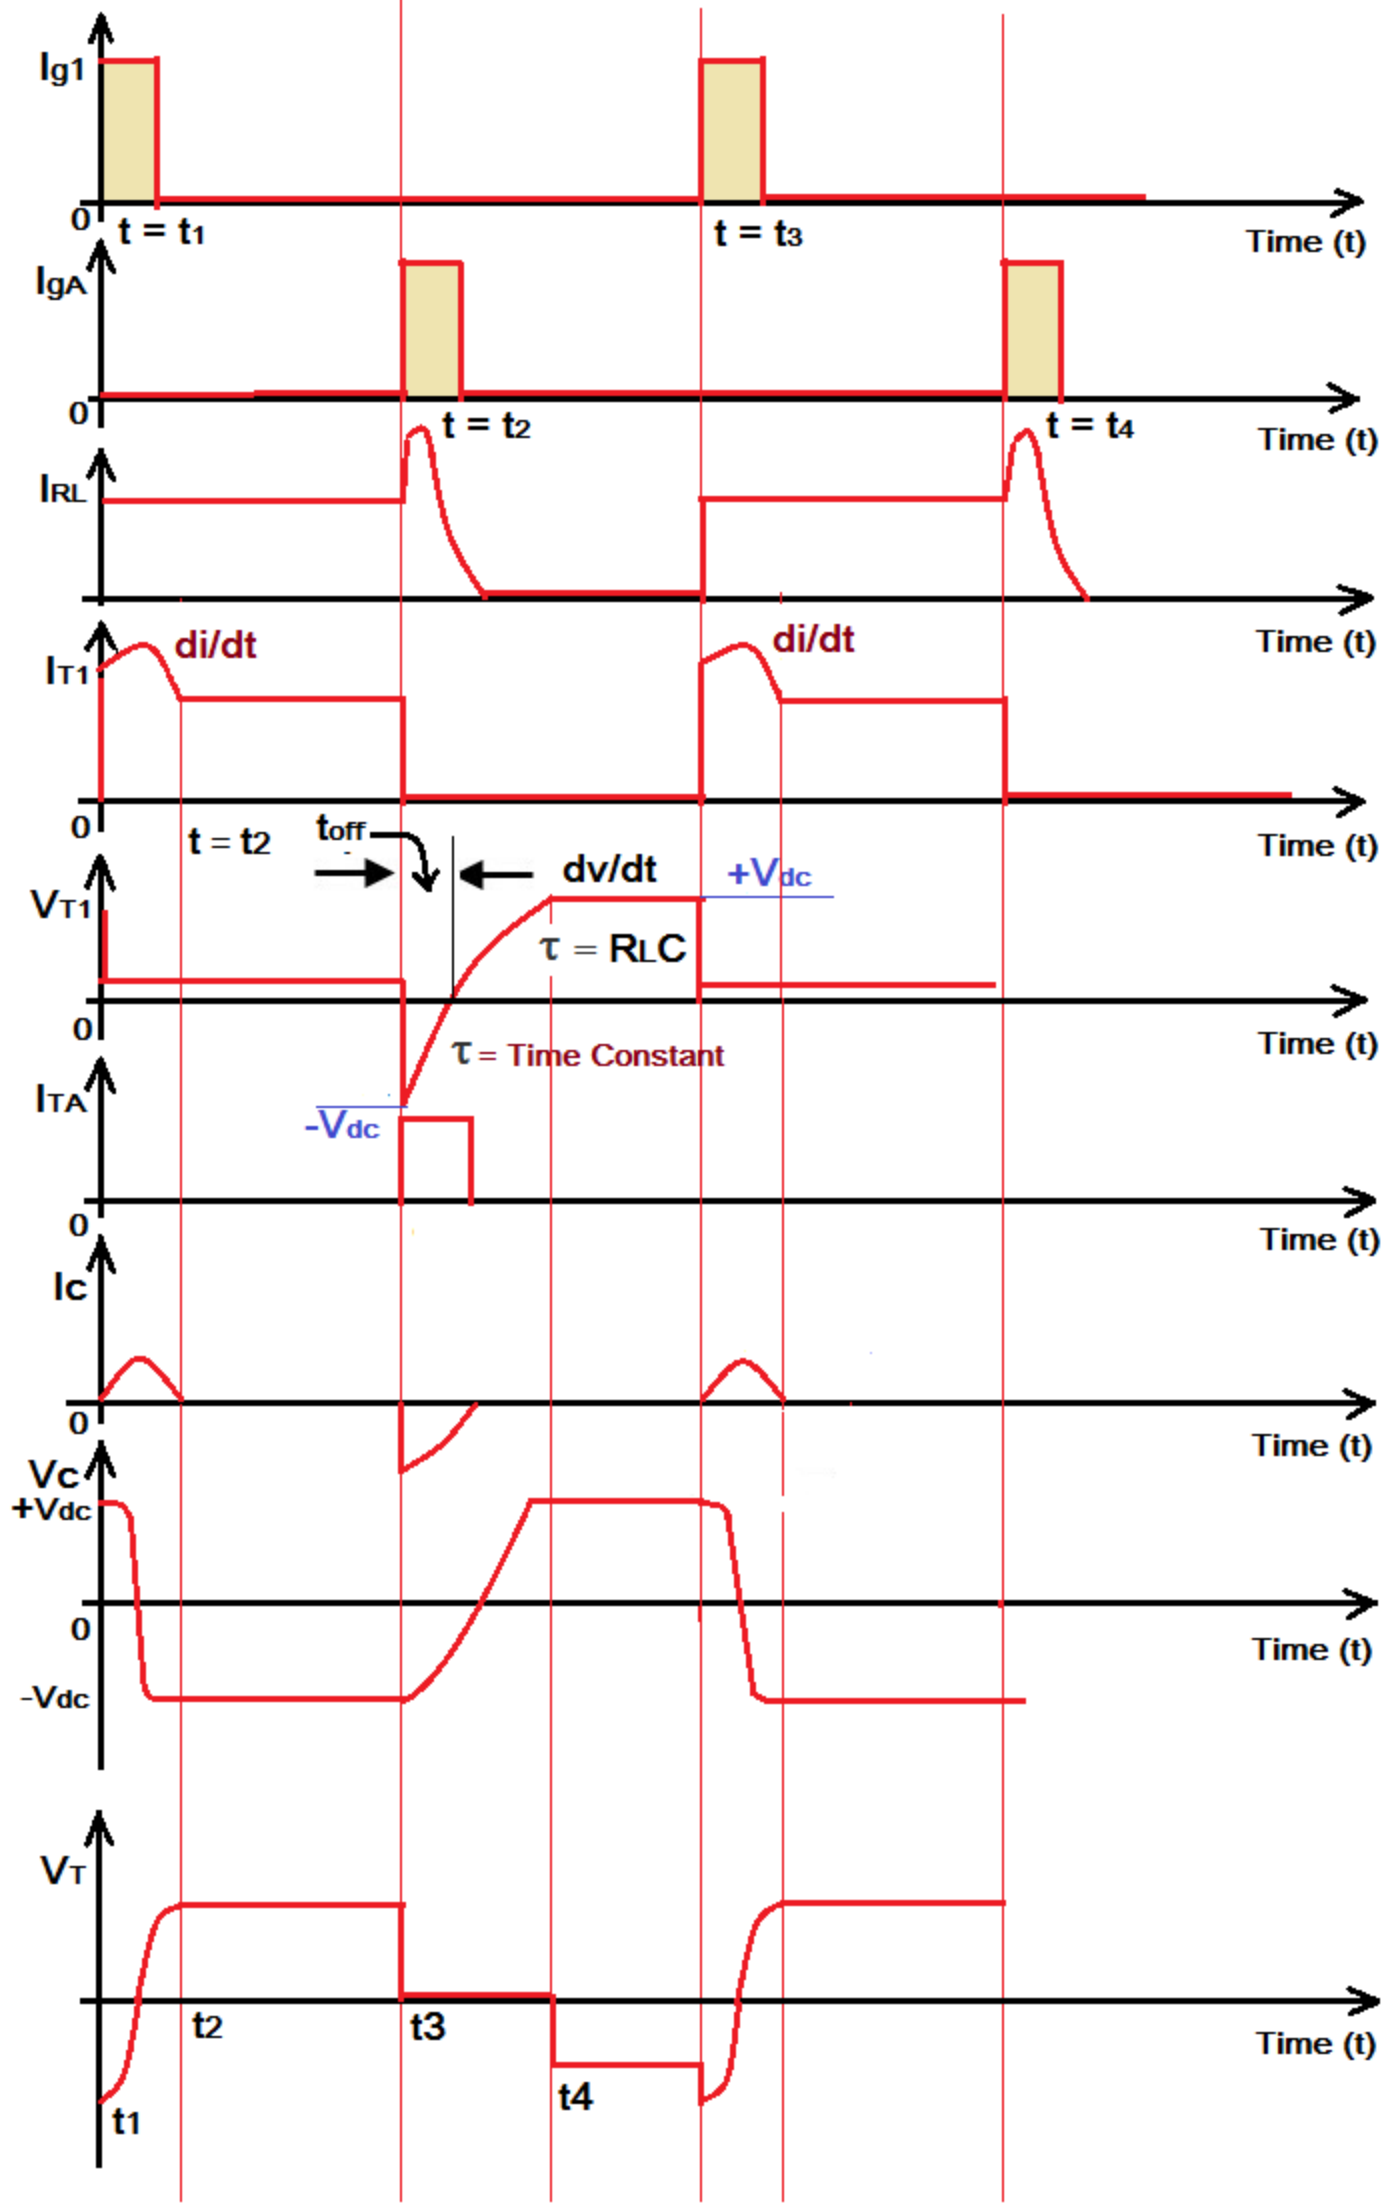 Ig1
0
t = t1
t = t3
Time (t)
IgA
0
t = t2
t = t4
Time (t)
IRL
Time (t)
IT1
di/dt
di/dt
0
t = t2
toff
Time (t)
dv/dt
+Vdc
VT1
τ = RLC
0
Time (t)
τ = Time Constant
ITA
-Vdc
0
Time (t)
Ic
0
Time (t)
Vc
+Vdc
0
Time (t)
-Vdc
VT
t2
t3
Time (t)
t4
t1